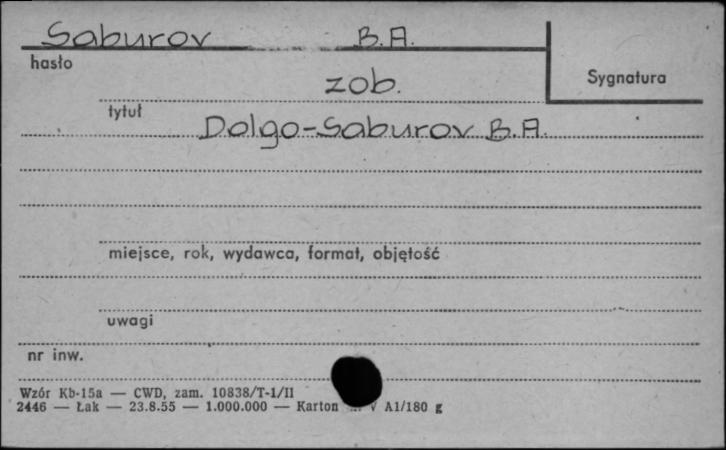 Saburov B.A.
hasło
Sygnatura
zob.
tytuł
Dolgo-Saburov B.A.
miejsce, rok, wydawca, format, objętość
uwagi
nr inw.
Wzór Kb-15a — CWD, zam. 10838/T-1/II
2446 — Łak — 23.8.55 — 1.000.000 — Karton V A1/180 g